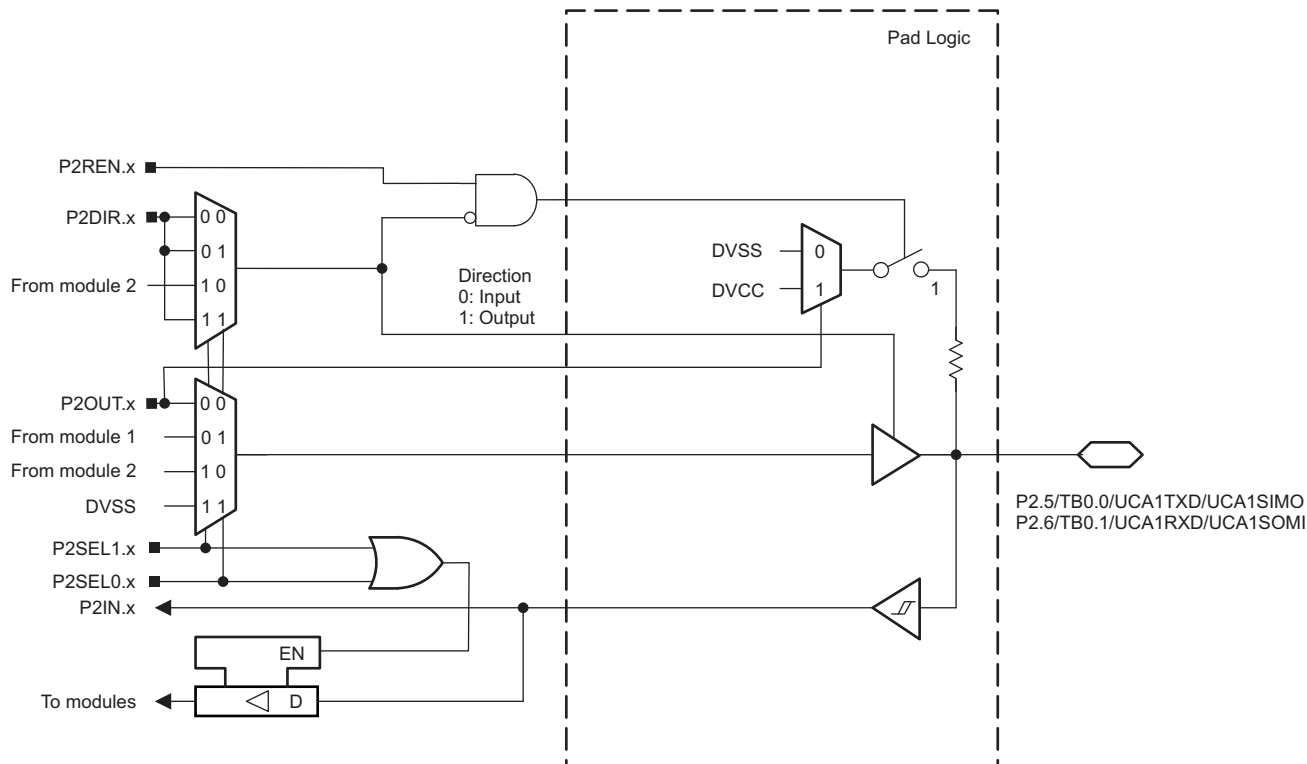 Pad Logic
P2REN.x
P2DIR.x
0 0
0 1
From module 2
1 0
1 1
Direction
0: Input
1: Output
DVSS
0
DVCC
1
1
P2OUT.x
0 0
From module 1
0 1
From module 2
1 0
DVSS
1 1
P2.5/TB0.0/UCA1TXD/UCA1SIMO
P2.6/TB0.1/UCA1RXD/UCA1SOMI
P2SEL1.x
P2SEL0.x
P2IN.x
EN
To modules
D